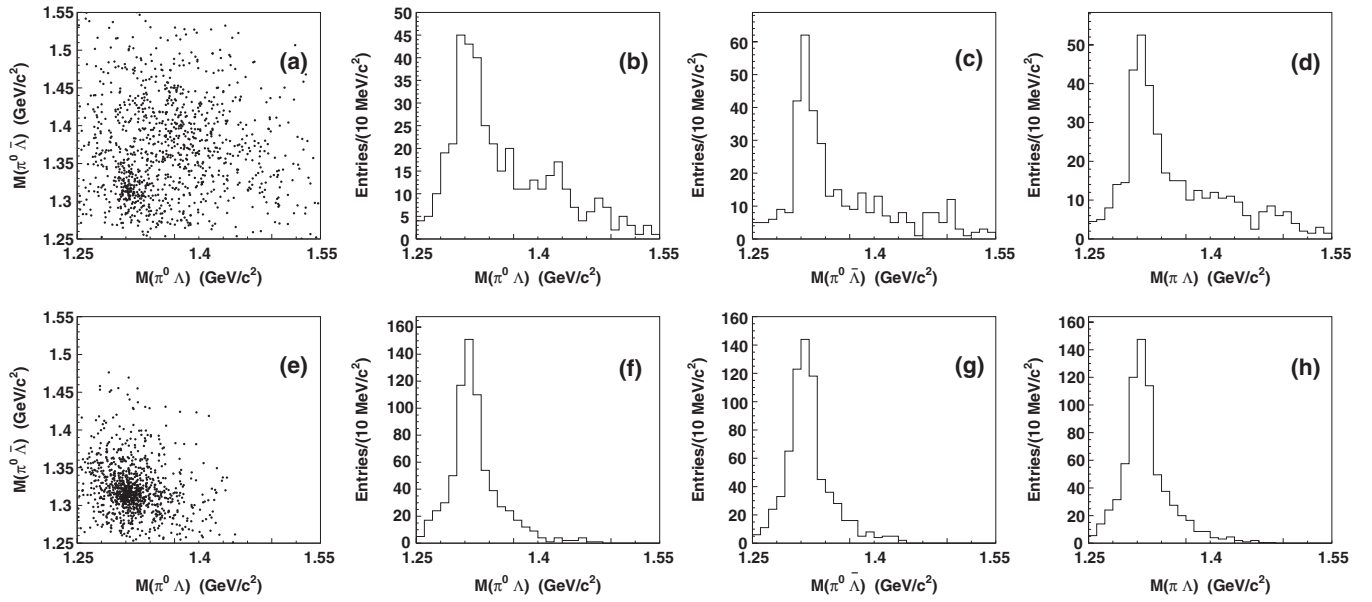 (a)
M(π⁰ Λ̄) (GeV/c²)
1.55
1.5
1.45
1.4
1.35
1.3
1.25
1.25 1.4 1.55
M(π⁰ Λ) (GeV/c²)
(b)
Entries/(10 MeV/c²)
50
45
40
35
30
25
20
15
10
5
0
1.25 1.4 1.55
M(π⁰ Λ) (GeV/c²)
(c)
Entries/(10 MeV/c²)
60
50
40
30
20
10
0
1.25 1.4 1.55
M(π⁰ Λ̄) (GeV/c²)
(d)
Entries/(10 MeV/c²)
50
40
30
20
10
0
1.25 1.4 1.55
M(π Λ) (GeV/c²)
(e)
M(π⁰ Λ̄) (GeV/c²)
1.55
1.5
1.45
1.4
1.35
1.3
1.25
1.25 1.4 1.55
M(π⁰ Λ) (GeV/c²)
(f)
Entries/(10 MeV/c²)
160
140
120
100
80
60
40
20
0
1.25 1.4 1.55
M(π⁰ Λ) (GeV/c²)
(g)
Entries/(10 MeV/c²)
160
140
120
100
80
60
40
20
0
1.25 1.4 1.55
M(π⁰ Λ̄) (GeV/c²)
(h)
Entries/(10 MeV/c²)
160
140
120
100
80
60
40
20
0
1.25 1.4 1.55
M(π Λ) (GeV/c²)